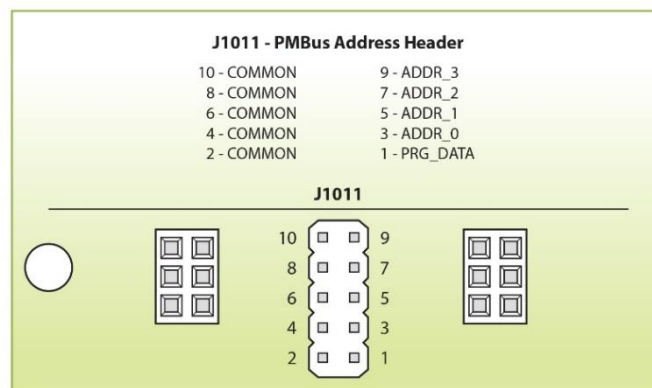 J1011 - PMBus Address Header
10 - COMMON 9 - ADDR_3
8 - COMMON 7 - ADDR_2
6 - COMMON 5 - ADDR_1
4 - COMMON 3 - ADDR_0
2 - COMMON 1 - PRG_DATA
J1011
10 9
8 7
6 5
4 3
2 1